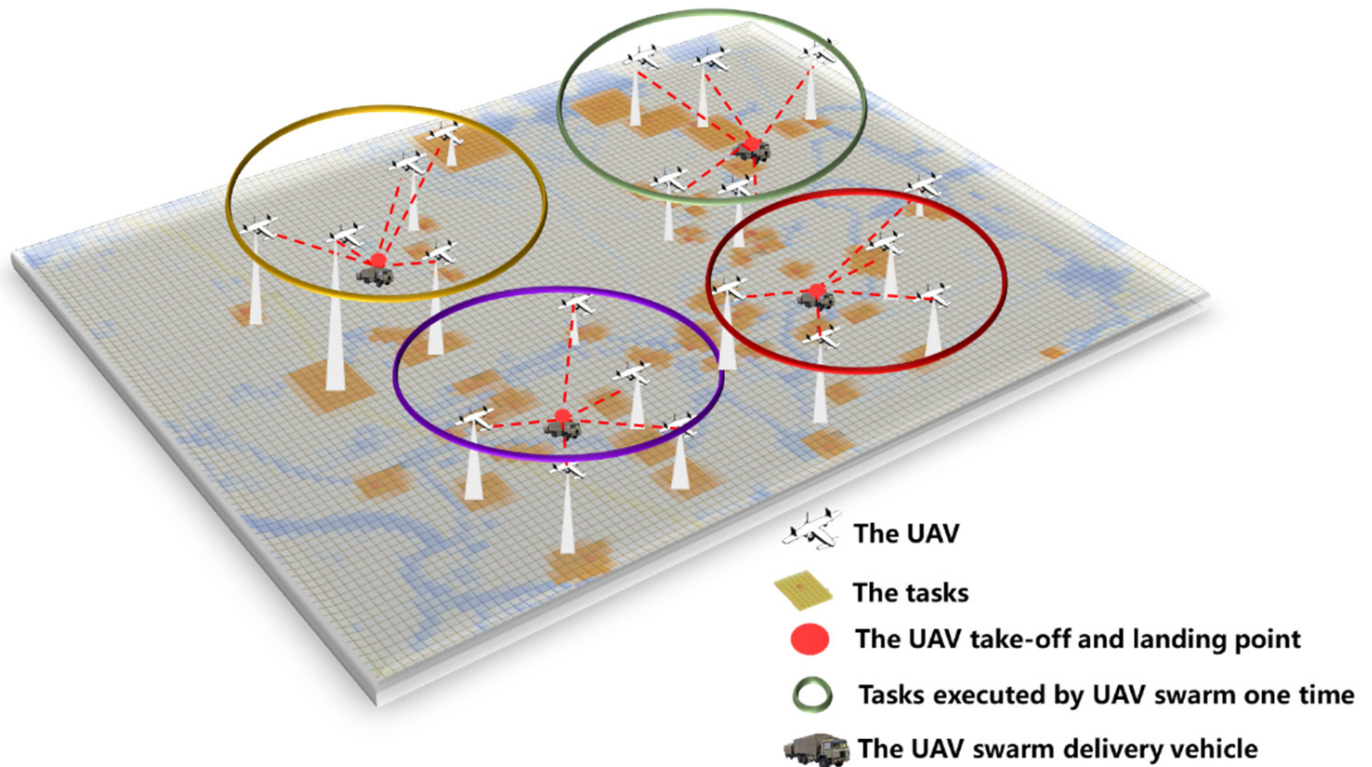 The UAV
The tasks
The UAV take-off and landing point
Tasks executed by UAV swarm one time
The UAV swarm delivery vehicle